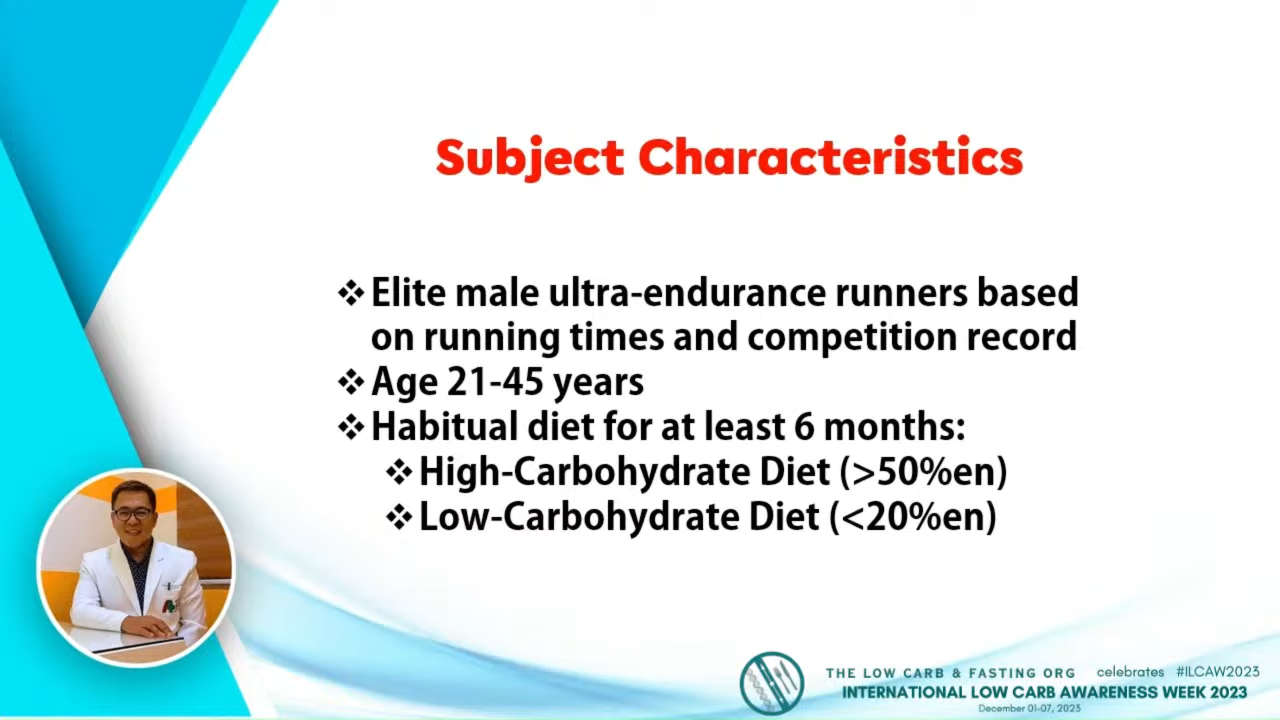 Subject Characteristics
❖Elite male ultra-endurance runners based
on running times and competition record
❖Age 21-45 years
❖Habitual diet for at least 6 months:
❖High-Carbohydrate Diet (>50%en)
❖Low-Carbohydrate Diet (<20%en)
THE LOW CARB & FASTING ORG celebrates #ILCAW2023
INTERNATIONAL LOW CARB AWARENESS WEEK 2023
December 01-07, 2023